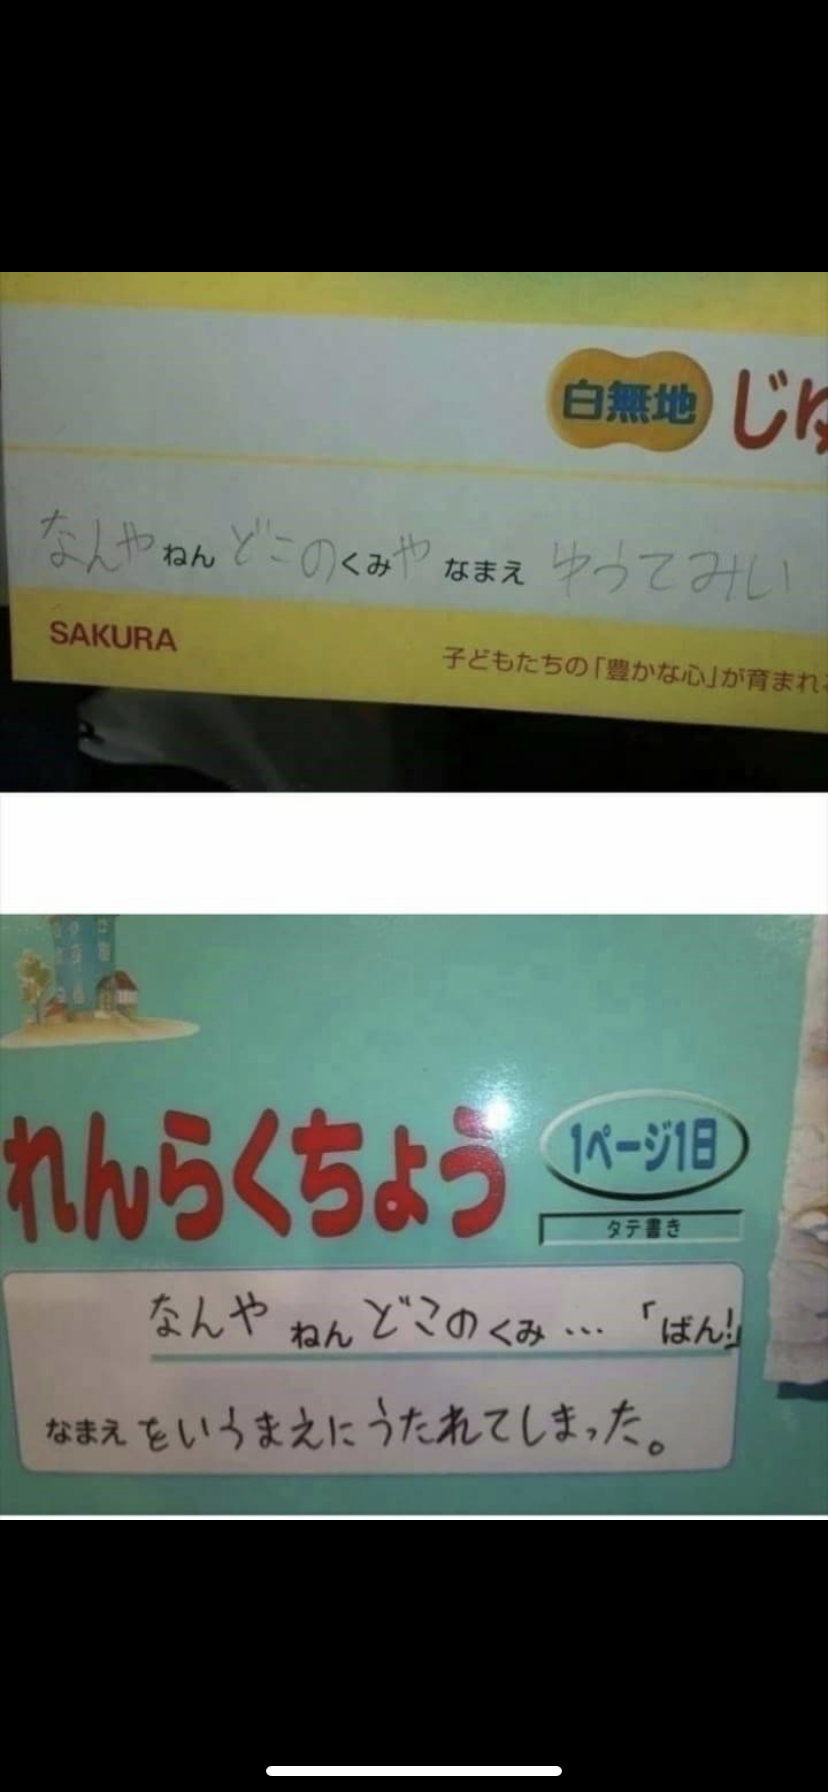 白無地 じゆ
なんや ねん どこの くみ や なまえ ゆうてみい
SAKURA
子どもたちの「豊かな心」が育まれる
れんらくちょう
1ページ1日
タテ書き
なんや ねん どこの くみ … 「ばん!」
なまえ をいうまえにうたれてしまった。